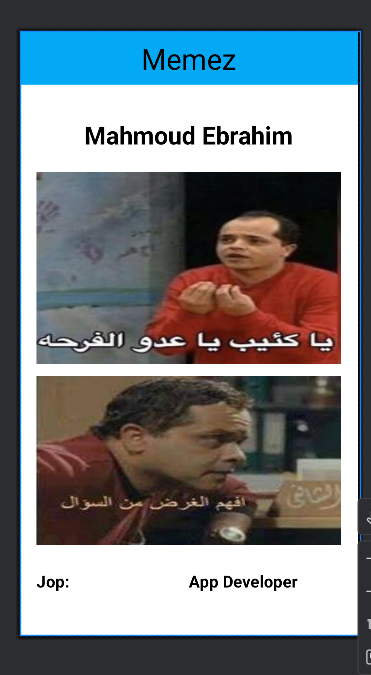 Memez
Mahmoud Ebrahim
يا كئيب يا عدو الفرحه
افهم الغرض من السؤال
Jop:
App Developer